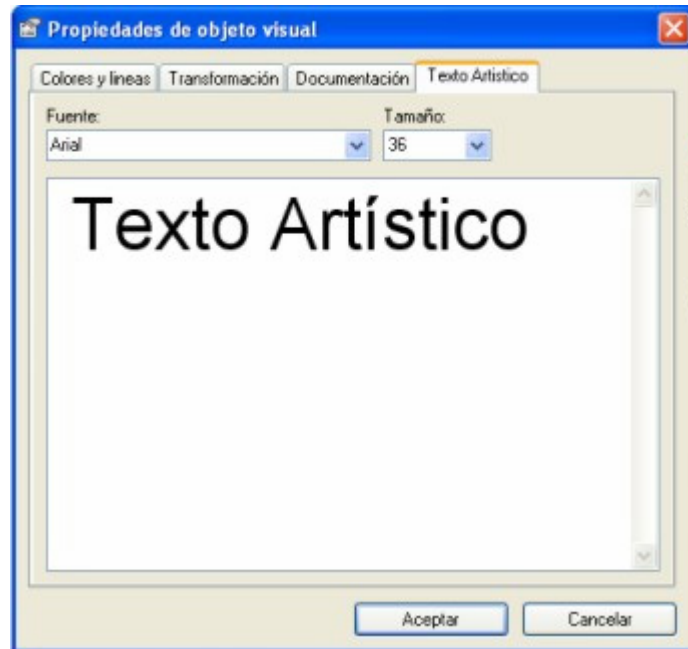 Propiedades de objeto visual
Colores y lineas Transformación Documentación Texto Artistico
Fuente: Tamaño:
Arial 36
Texto Artístico
Aceptar Cancelar